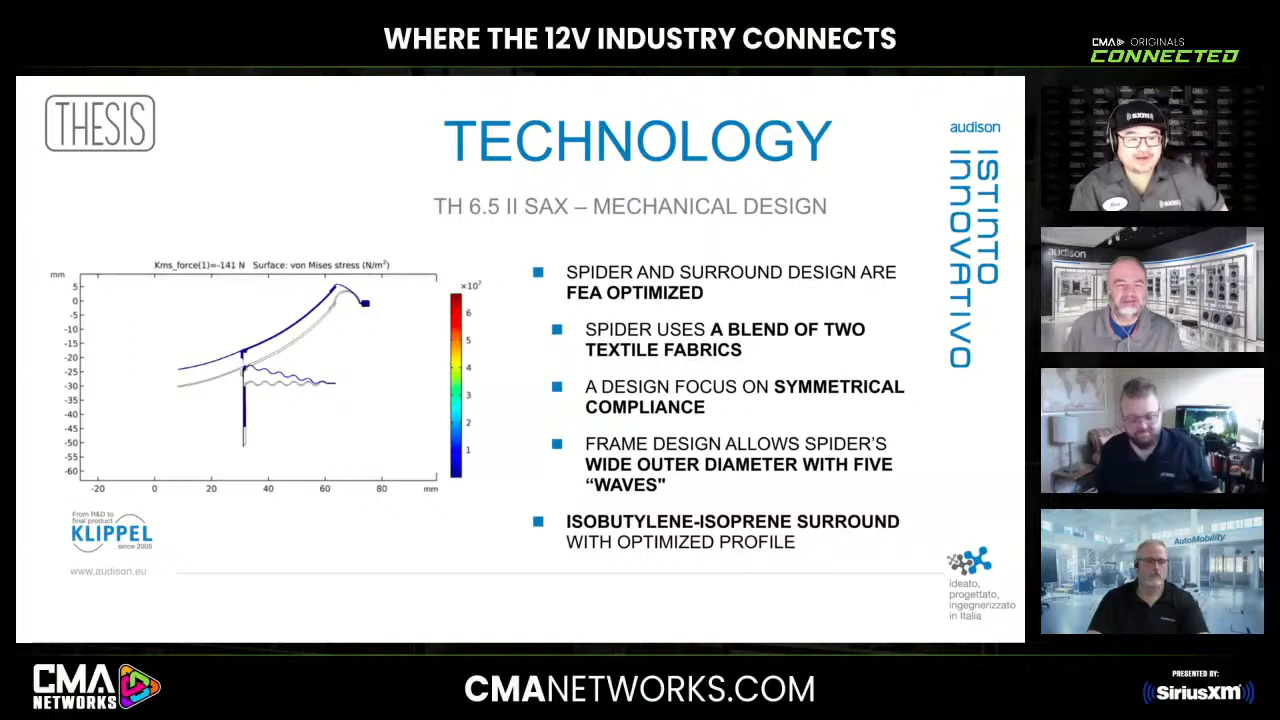 WHERE THE 12V INDUSTRY CONNECTS
CMA ORIGINALS
CONNECTED
THESIS
TECHNOLOGY
TH 6.5 II SAX – MECHANICAL DESIGN
audison
ISTINTO
INNOVATIVO
Kms_force(1)=-141 N Surface: von Mises stress (N/m²)
mm
5
0
-5
-10
-15
-20
-25
-30
-35
-40
-45
-50
-55
-60
-20 0 20 40 60 80 mm
×10⁷
6
5
4
3
2
1
SPIDER AND SURROUND DESIGN ARE
FEA OPTIMIZED
SPIDER USES A BLEND OF TWO
TEXTILE FABRICS
A DESIGN FOCUS ON SYMMETRICAL
COMPLIANCE
FRAME DESIGN ALLOWS SPIDER’S
WIDE OUTER DIAMETER WITH FIVE
“WAVES"
ISOBUTYLENE-ISOPRENE SURROUND
WITH OPTIMIZED PROFILE
From R&D to
final product
KLIPPEL
since 2006
www.audison.eu
ideato,
progettato,
ingegnerizzato
in Italia
sxm
audison
AutoMobility
CMA
NETWORKS
CMANETWORKS.COM
PRESENTED BY:
SiriusXM